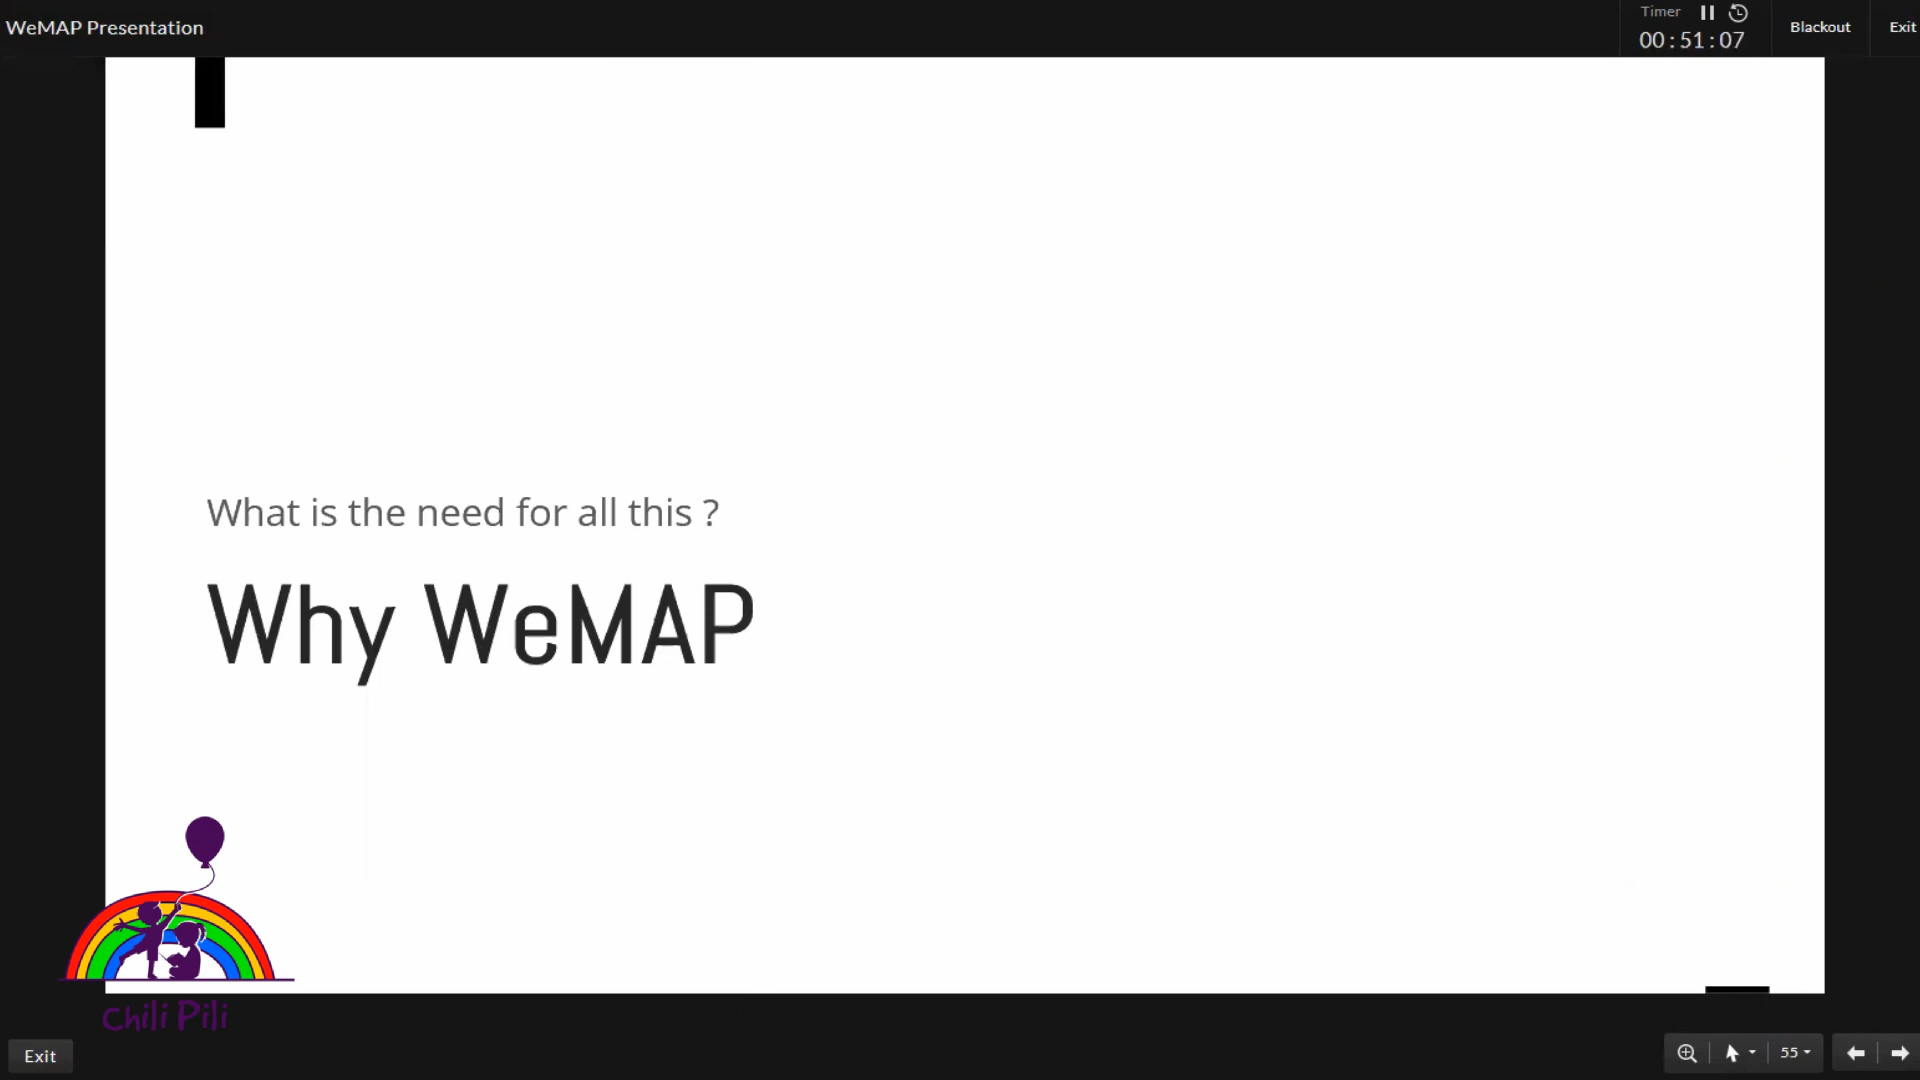 WeMAP Presentation
Timer
00:51:07
Blackout
Exit
What is the need for all this ?
Why WeMAP
Chili Pili
Exit
55